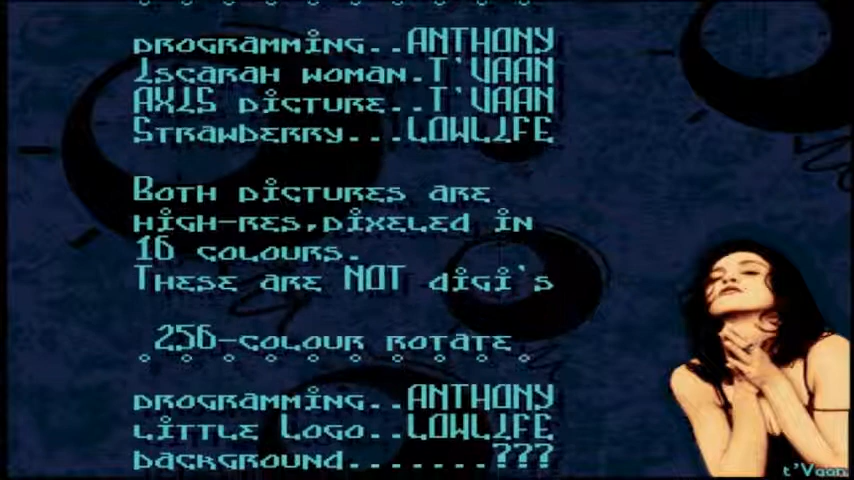 PROGRAMMING..ANTHONY
ISCARAH WOMAN.T'VAAN
AXIS PICTURE..T'VAAN
STRAWBERRY...LOWLIFE
BOTH PICTURES ARE
HIGH-RES,PIXELED IN
16 COLOURS.
THESE ARE NOT DIGI'S
256-COLOUR ROTATE
PROGRAMMING..ANTHONY
LITTLE LOGO..LOWLIFE
BACKGROUND.......???
t'Vaan